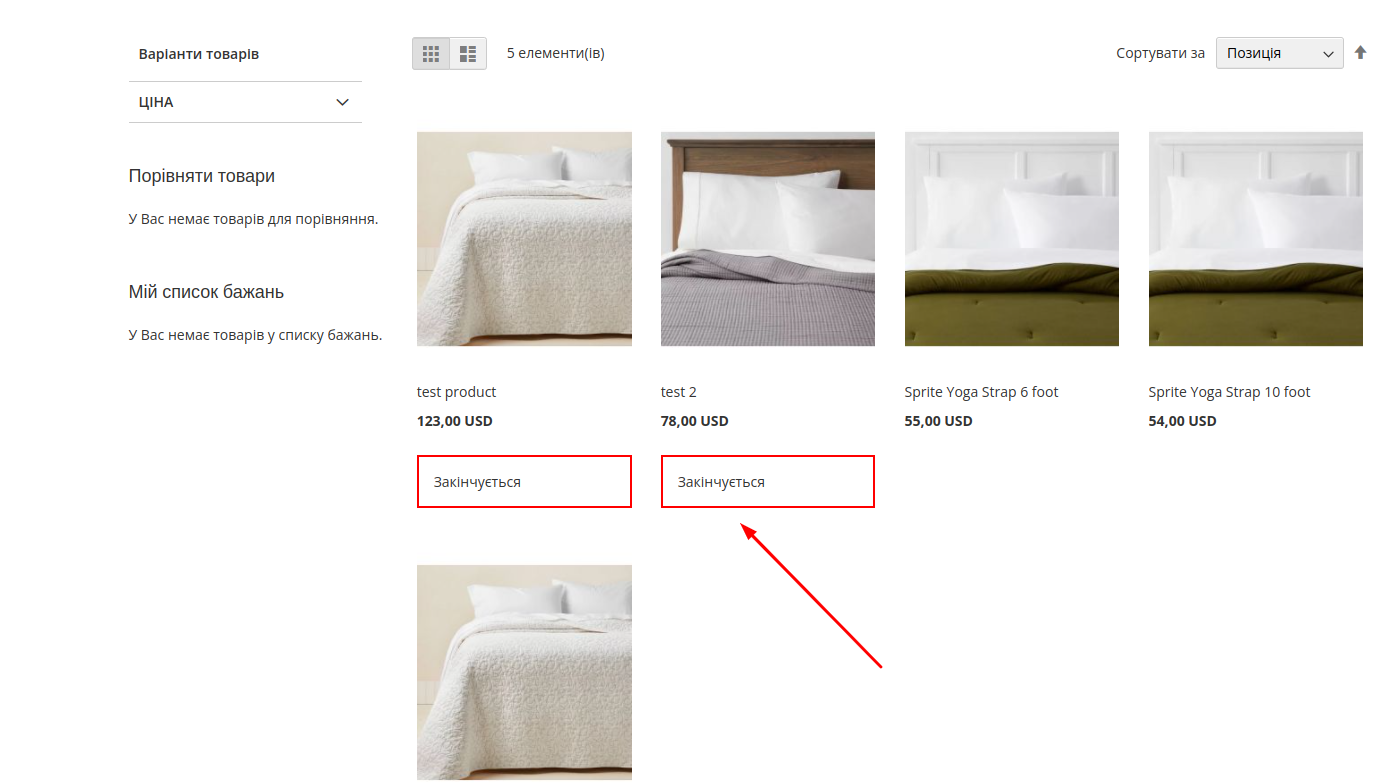 Варіанти товарів
5 елементи(ів)
Сортувати за
Позиція
ЦІНА
Порівняти товари
У Вас немає товарів для порівняння.
Мій список бажань
У Вас немає товарів у списку бажань.
test product
123,00 USD
Закінчується
test 2
78,00 USD
Закінчується
Sprite Yoga Strap 6 foot
55,00 USD
Sprite Yoga Strap 10 foot
54,00 USD